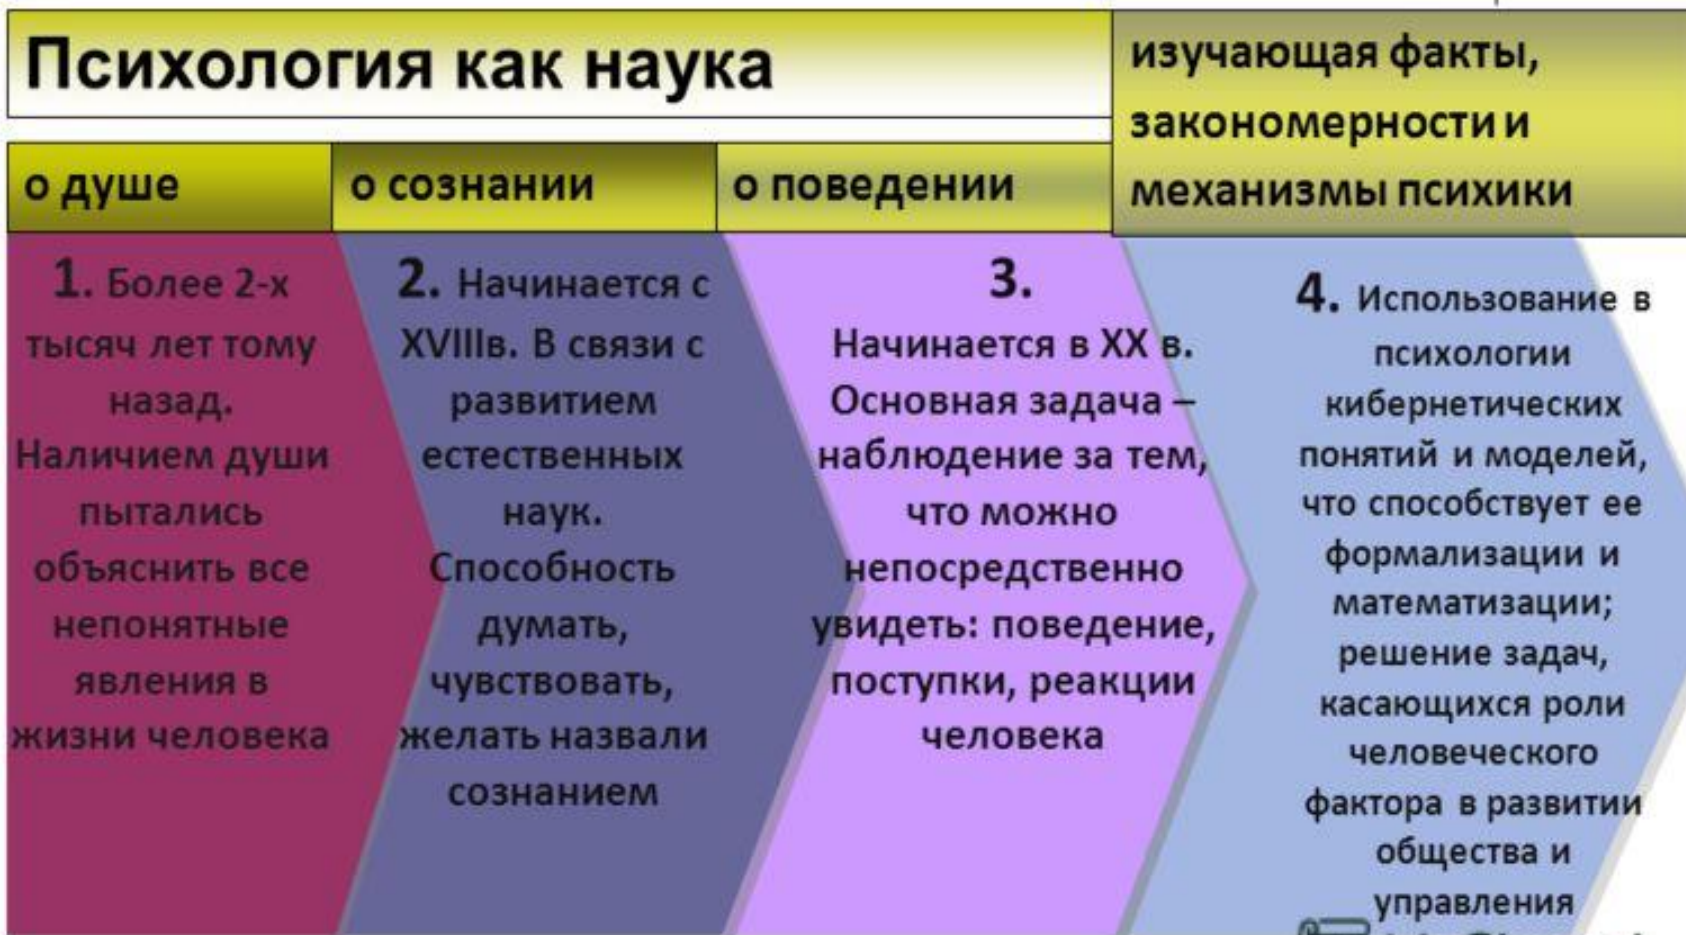 Психология как наука
изучающая факты,
закономерности и
механизмы психики
о душе
о сознании
о поведении
1. Более 2-х
тысяч лет тому
назад.
Наличием души
пытались
объяснить все
непонятные
явления в
жизни человека
2. Начинается с
XVIIIв. В связи с
развитием
естественных
наук.
Способность
думать,
чувствовать,
желать назвали
сознанием
3.
Начинается в XX в.
Основная задача –
наблюдение за тем,
что можно
непосредственно
увидеть: поведение,
поступки, реакции
человека
4. Использование в
психологии
кибернетических
понятий и моделей,
что способствует ее
формализации и
математизации;
решение задач,
касающихся роли
человеческого
фактора в развитии
общества и
управления